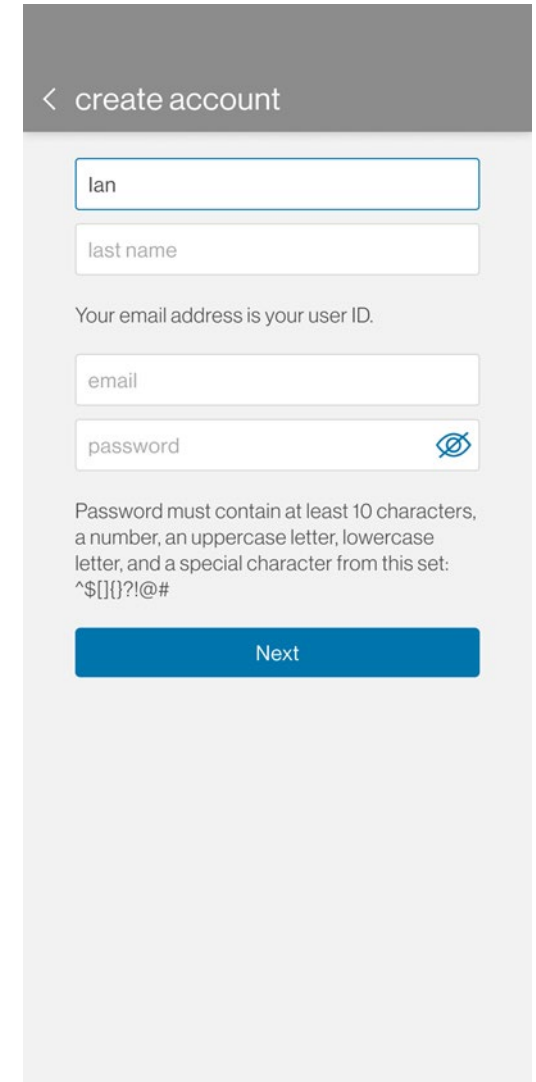 create account
Ian
last name
Your email address is your user ID.
email
password
Password must contain at least 10 characters,
a number, an uppercase letter, lowercase
letter, and a special character from this set:
^$[]{}?!@#
Next